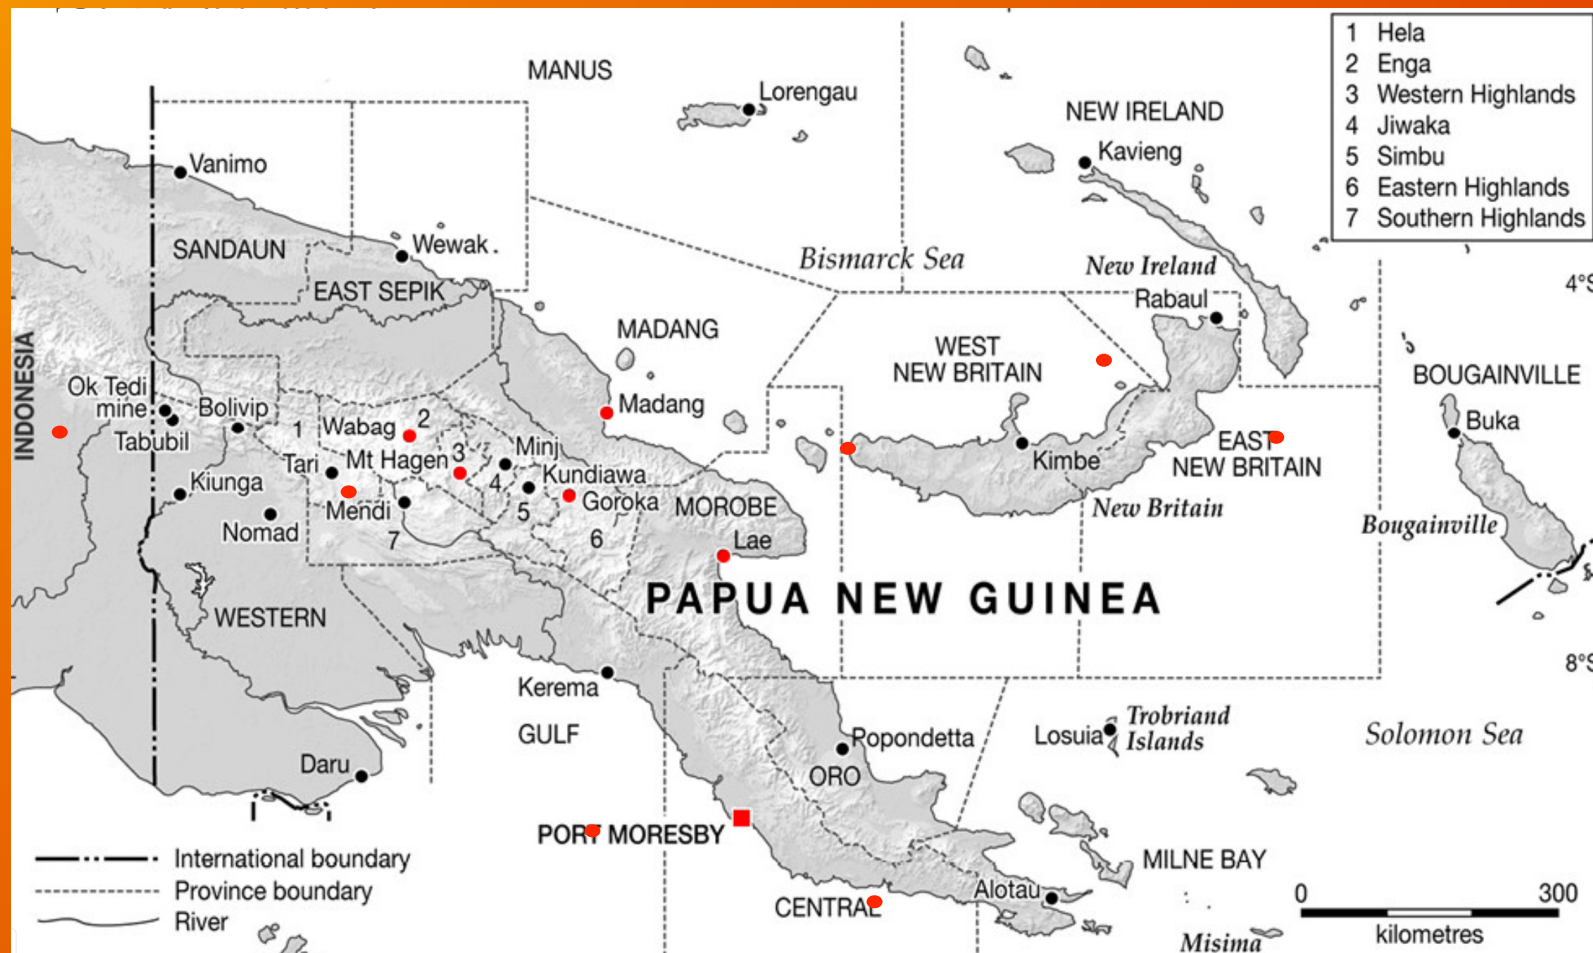 MANUS
Lorengau
1 Hela
2 Enga
3 Western Highlands
4 Jiwaka
5 Simbu
6 Eastern Highlands
7 Southern Highlands
NEW IRELAND
Kavieng
Vanimo
SANDAUN
Wewak
EAST SEPIK
Bismarck Sea
New Ireland
Rabaul
4°S
MADANG
WEST
NEW BRITAIN
INDONESIA
BOUGAINVILLE
Ok Tedi
mine
Bolivip
Tabubil
1
Wabag
2
Madang
Buka
Tari
Mt Hagen
3
Minj
4
Kundiawa
Kimbe
EAST
NEW BRITAIN
Kiunga
Mendi
5
Goroka
MOROBE
New Britain
Nomad
7
6
Lae
Bougainville
PAPUA NEW GUINEA
WESTERN
8°S
Kerema
GULF
Popondetta
ORO
Losuia
Trobriand
Islands
Solomon Sea
Daru
PORT MORESBY
International boundary
Province boundary
River
CENTRAL
Alotau
MILNE BAY
Misima
0 300
kilometres